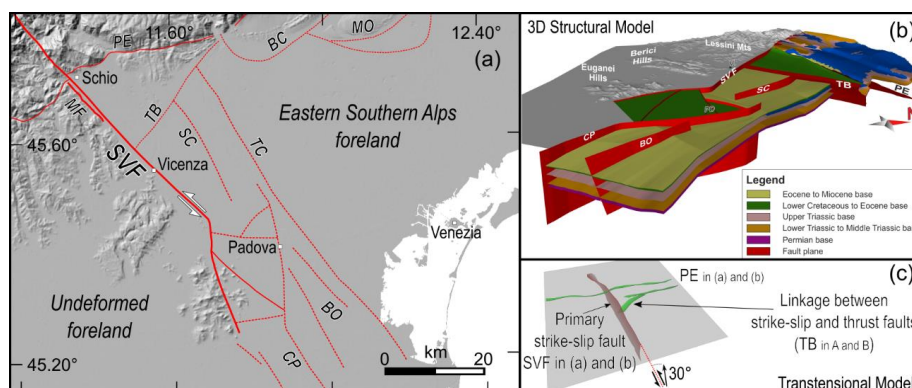 11.60°
12.40°
(a)
PE
BC
MO
Schio
MF
TB
SC
TC
Eastern Southern Alps
foreland
45.60°
SVF
Vicenza
Venezia
Padova
Undeformed
foreland
BO
CP
km
0
20
45.20°
3D Structural Model
(b)
Lessini Mts
Berici
Hills
Euganei
Hills
SVF
SC
TB
PE
PD
CP
BO
N
Legend
Eocene to Miocene base
Lower Cretaceous to Eocene base
Upper Triassic base
Lower Triassic to Middle Triassic bas
Permian base
Fault plane
(c)
PE in (a) and (b)
Linkage between
strike-slip and thrust faults
(TB in A and B)
Primary
strike-slip fault
SVF in (a) and (b)
30°
Transtensional Model